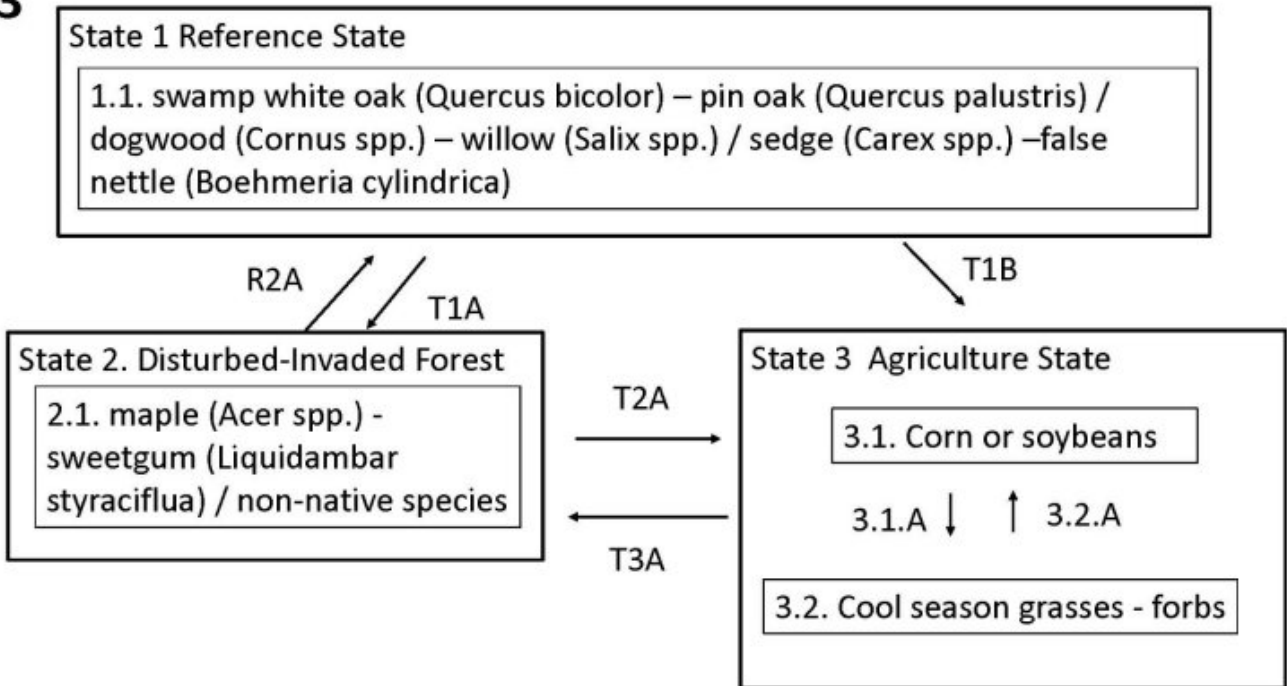 State 1 Reference State
1.1. swamp white oak (Quercus bicolor) – pin oak (Quercus palustris) /
dogwood (Cornus spp.) – willow (Salix spp.) / sedge (Carex spp.) –false
nettle (Boehmeria cylindrica)
R2A
T1A
T1B
State 2. Disturbed-Invaded Forest
2.1. maple (Acer spp.) -
sweetgum (Liquidambar
styraciflua) / non-native species
T2A
T3A
State 3 Agriculture State
3.1. Corn or soybeans
3.1.A
3.2.A
3.2. Cool season grasses - forbs